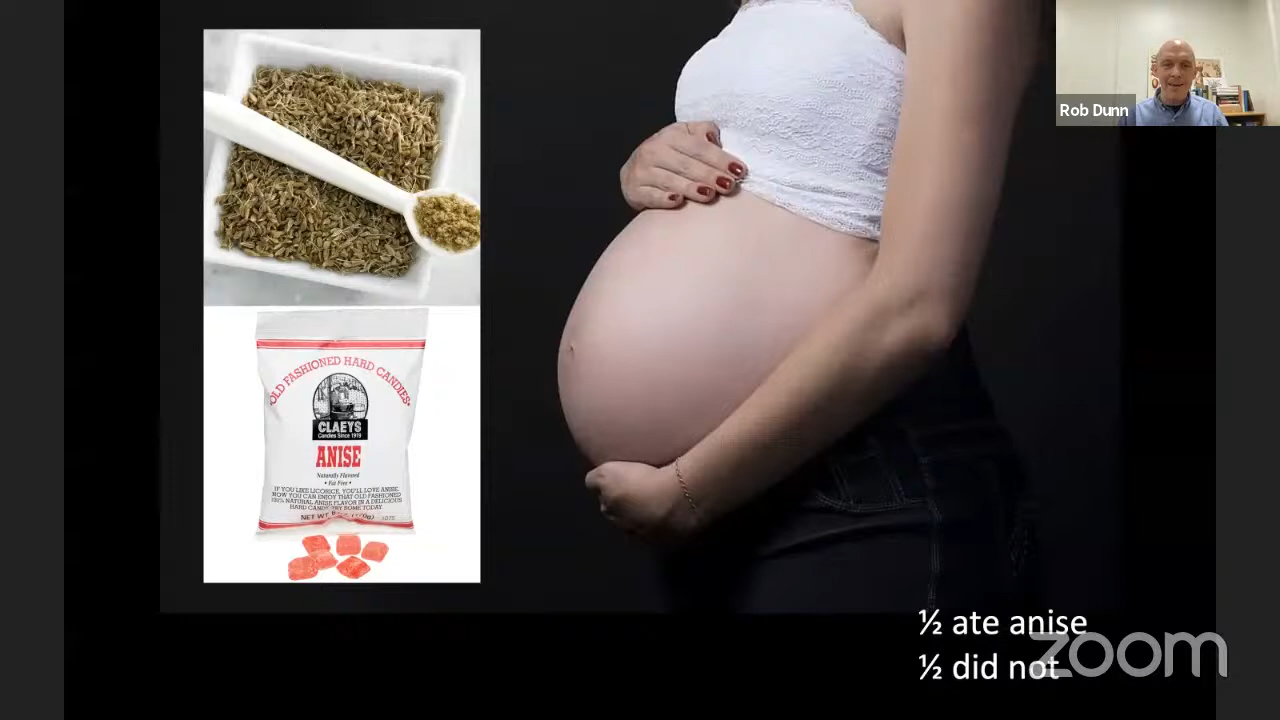 Rob Dunn
OLD FASHIONED HARD CANDIES
CLAEYS
Candies Since 1919
ANISE
Naturally Flavored
• Fat Free •
IF YOU LIKE LICORICE, YOU'LL LOVE ANISE.
NOW YOU CAN ENJOY THAT OLD FASHIONED
100% NATURAL ANISE FLAVOR IN A DELICIOUS
HARD CANDY. TRY SOME TODAY.
NET WT.
½ ate anise
½ did not
zoom